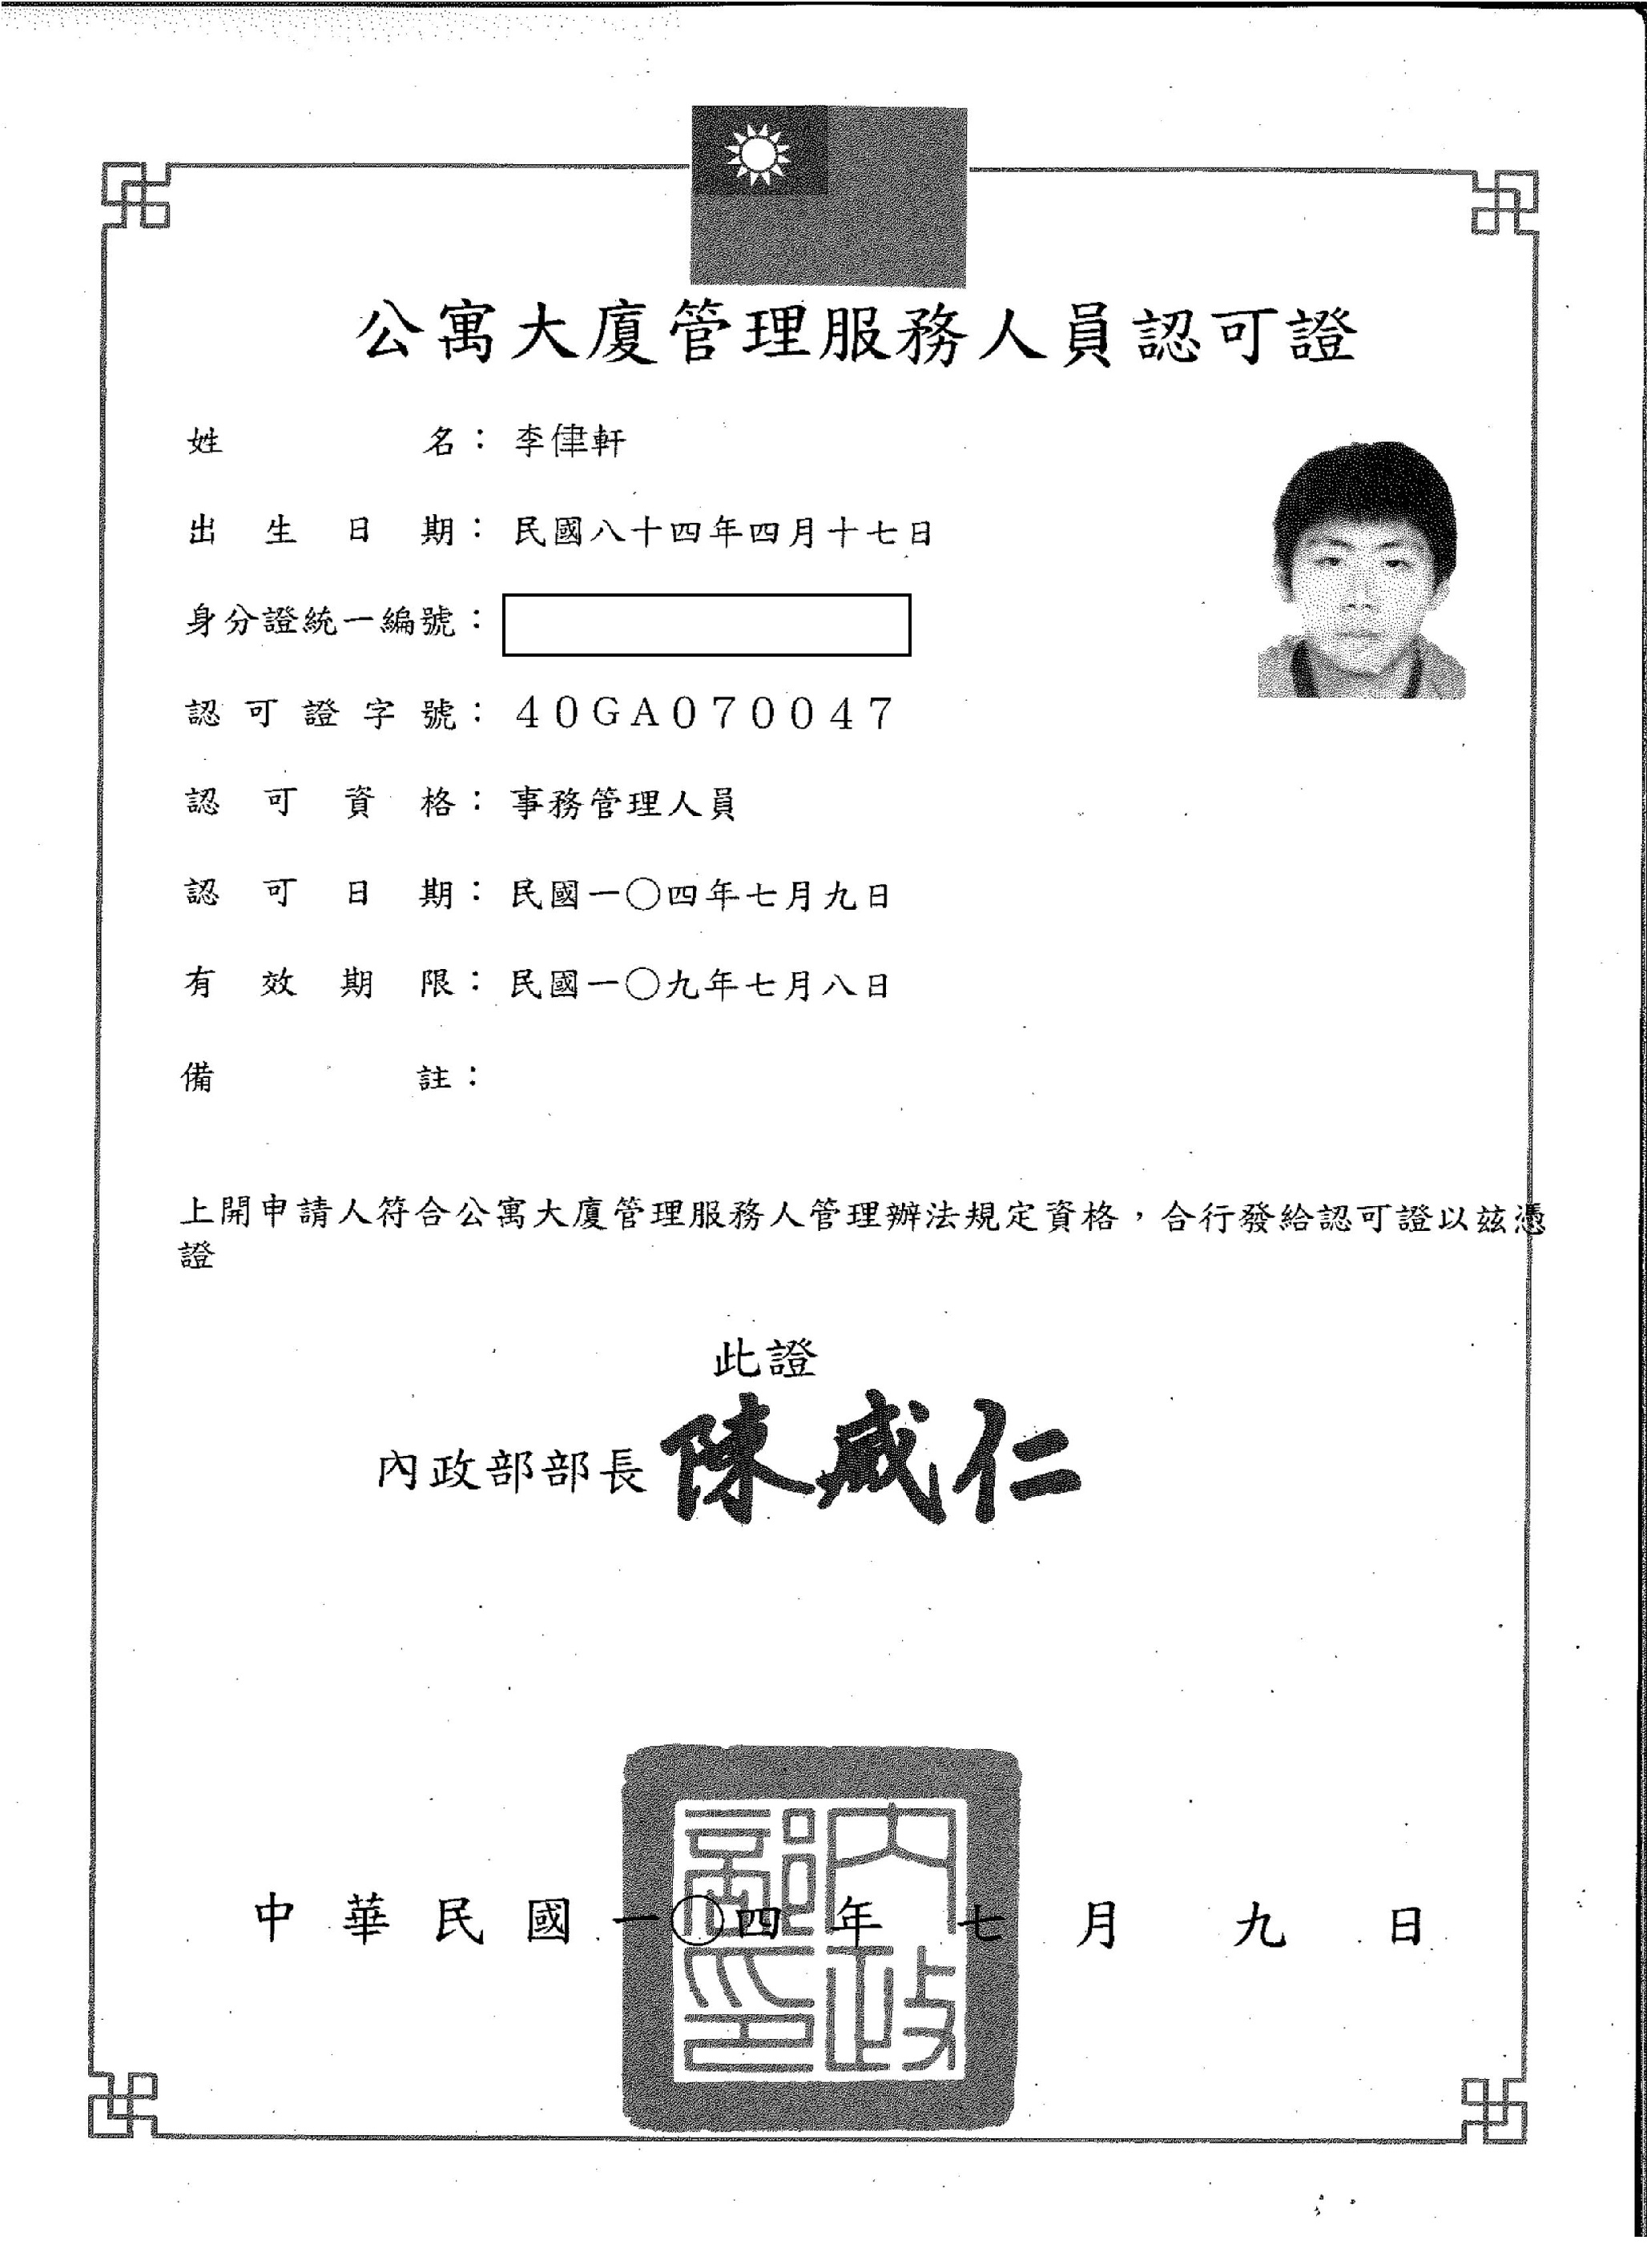 公寓大廈管理服務人員認可證
姓名：李侓軒
出生日期：民國八十四年四月十七日
身分證統一編號：
認可證字號：40GA070047
認可資格：事務管理人員
認可日期：民國一〇四年七月九日
有效期限：民國一〇九年七月八日
備註：
上開申請人符合公寓大廈管理服務人管理辦法規定資格，合行發給認可證以茲憑
證
此證
內政部部長 陳威仁
內政部印
中華民國一〇四年七月九日